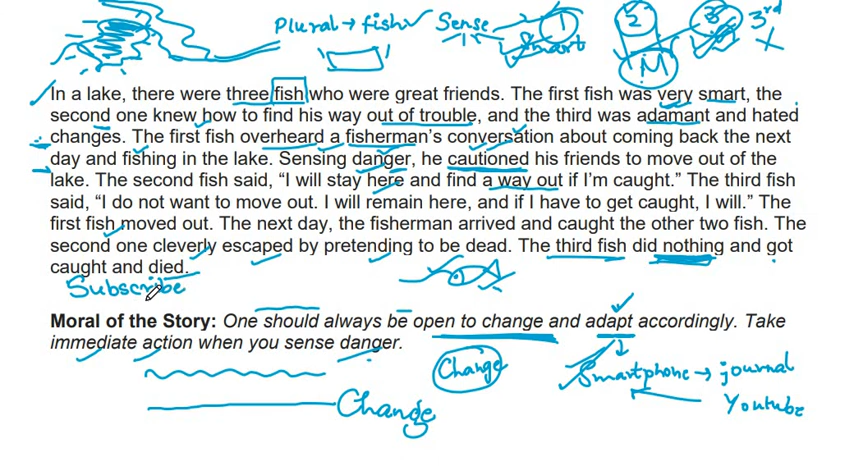 Plural → fish Sense 1 2 3 3rd
Smart M
In a lake, there were three fish who were great friends. The first fish was very smart, the
second one knew how to find his way out of trouble, and the third was adamant and hated
changes. The first fish overheard a fisherman's conversation about coming back the next
day and fishing in the lake. Sensing danger, he cautioned his friends to move out of the
lake. The second fish said, "I will stay here and find a way out if I'm caught." The third fish
said, "I do not want to move out. I will remain here, and if I have to get caught, I will." The
first fish moved out. The next day, the fisherman arrived and caught the other two fish. The
second one cleverly escaped by pretending to be dead. The third fish did nothing and got
caught and died.
Subscribe
Moral of the Story: One should always be open to change and adapt accordingly. Take
immediate action when you sense danger.
Change Smartphone → journal
Change Youtube